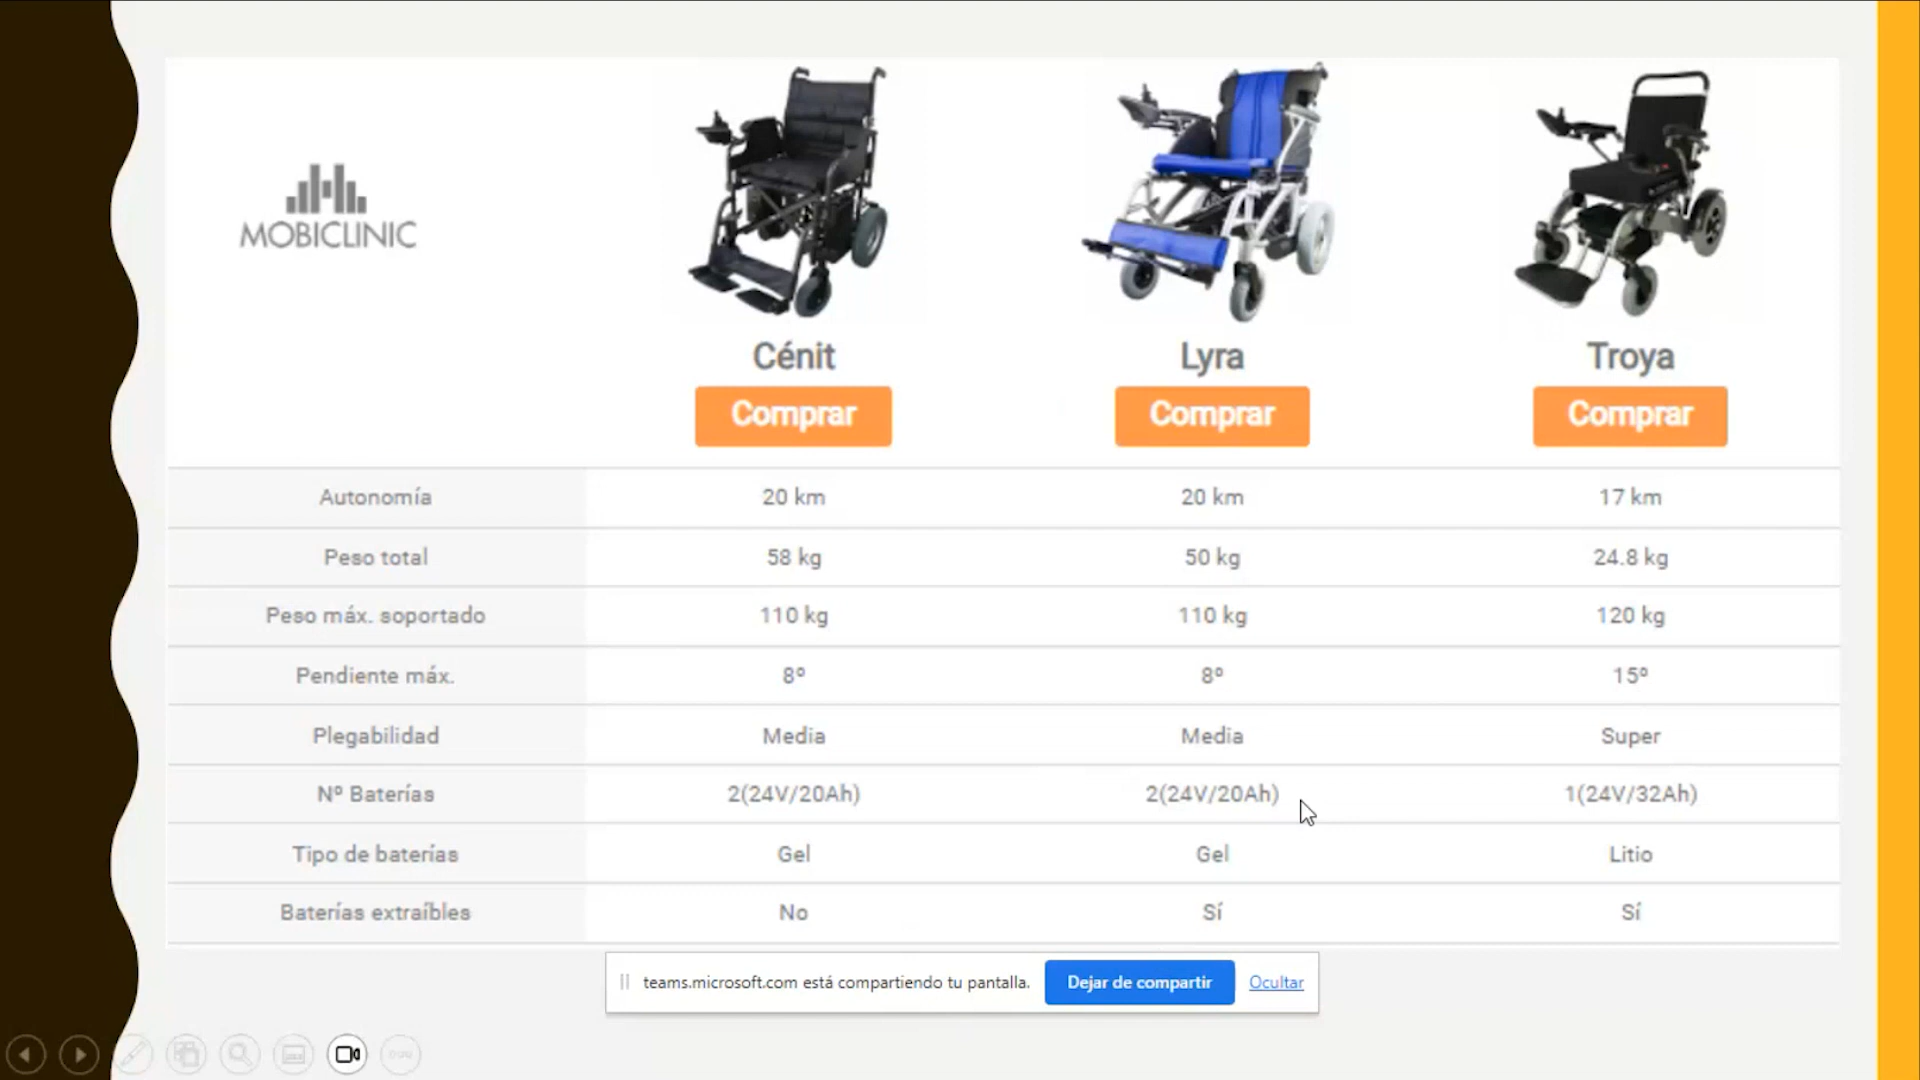 MOBICLINIC
Cénit Lyra Troya
Comprar Comprar Comprar
Autonomía 20 km 20 km 17 km
Peso total 58 kg 50 kg 24.8 kg
Peso máx. soportado 110 kg 110 kg 120 kg
Pendiente máx. 8º 8º 15º
Plegabilidad Media Media Super
Nº Baterías 2(24V/20Ah) 2(24V/20Ah) 1(24V/32Ah)
Tipo de baterías Gel Gel Litio
Baterías extraíbles No Sí Sí
teams.microsoft.com está compartiendo tu pantalla. Dejar de compartir Ocultar